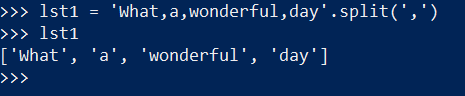 >>> lst1 = 'What,a,wonderful,day'.split(',')
>>> lst1
['What', 'a', 'wonderful', 'day']
>>>